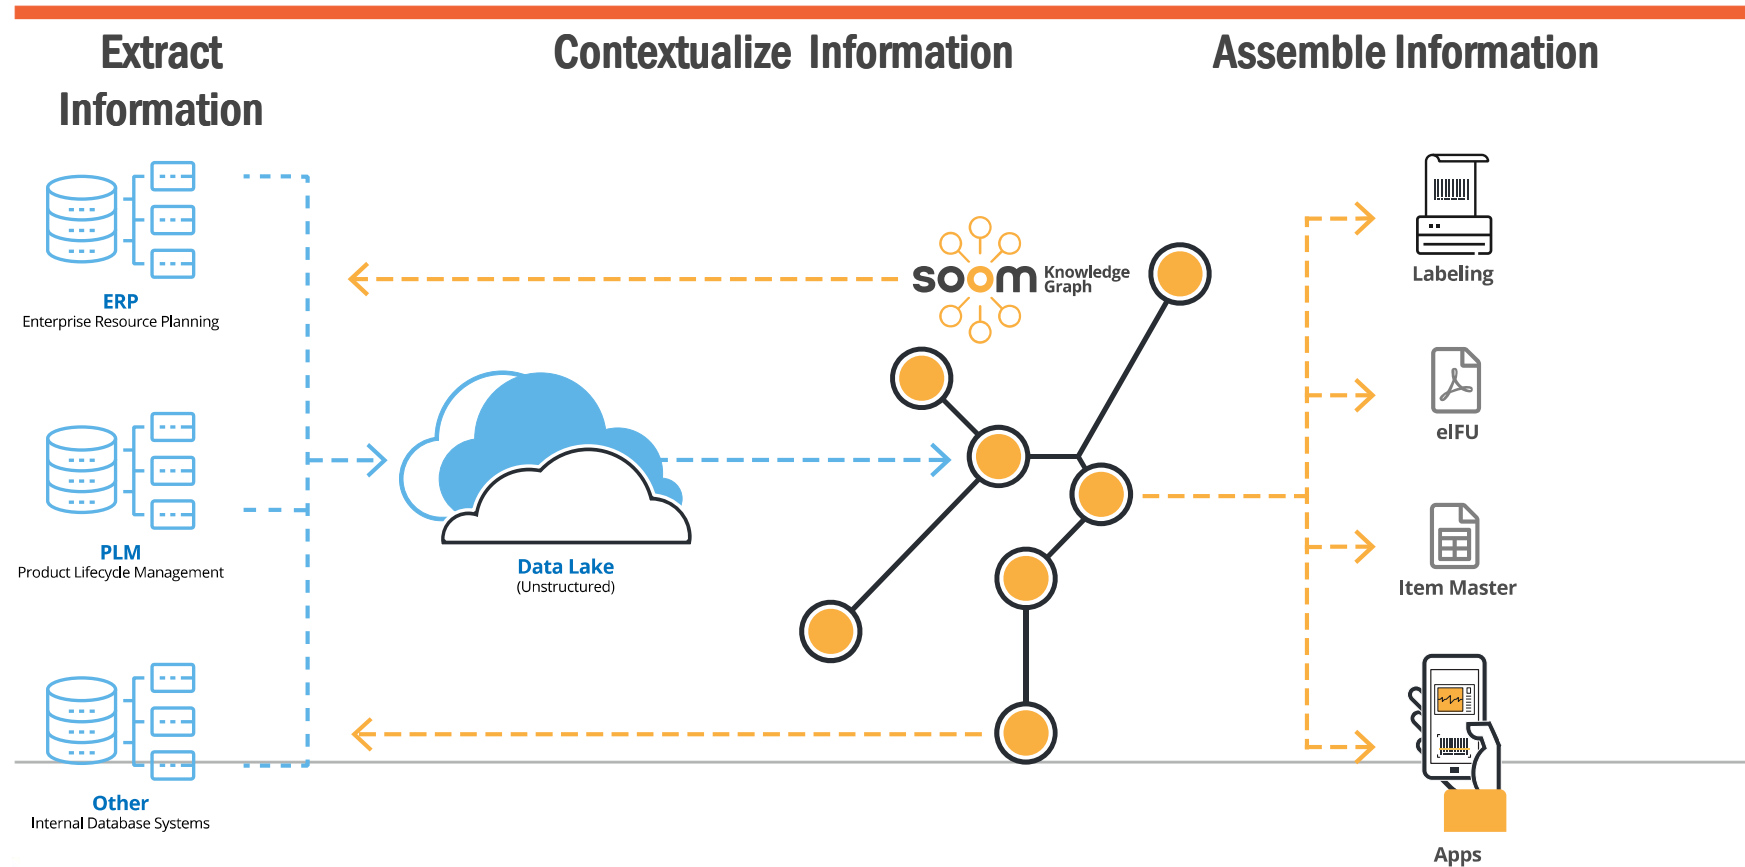 Extract
Information
Contextualize Information
Assemble Information
ERP
Enterprise Resource Planning
PLM
Product Lifecycle Management
Other
Internal Database Systems
Data Lake
(Unstructured)
soom Knowledge
Graph
Labeling
eIFU
Item Master
Apps